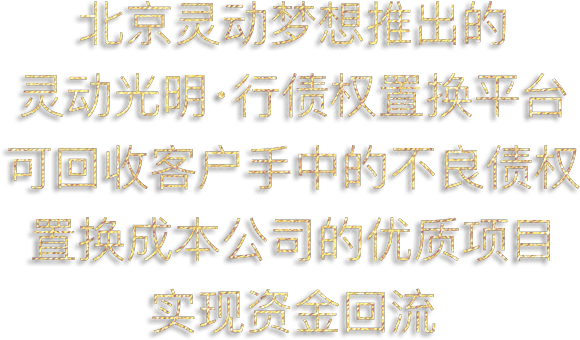 北京灵动梦想推出的
灵动光明·行债权置换平台
可回收客户手中的不良债权
置换成本公司的优质项目
实现资金回流